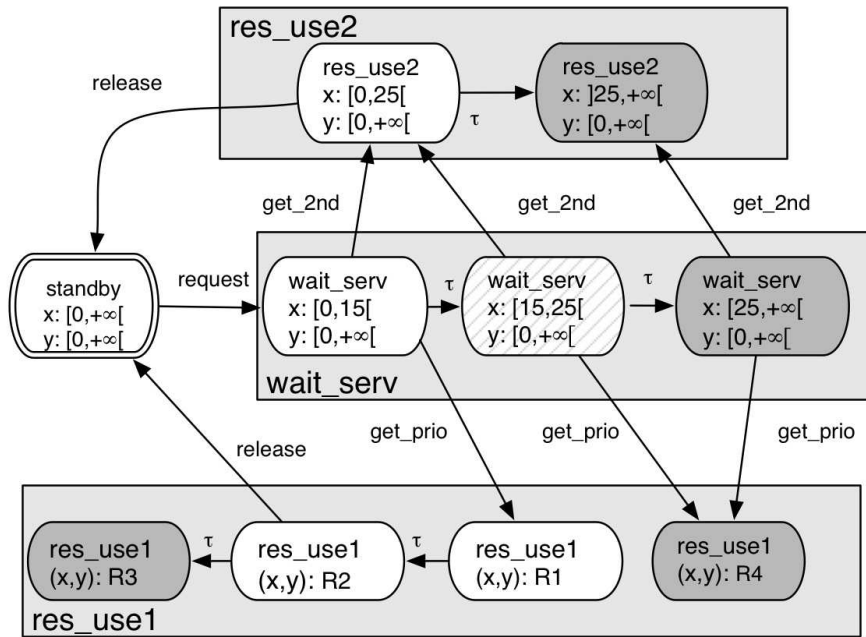 res_use2
release
res_use2
x: [0,25[
y: [0,+∞[
τ
res_use2
x: ]25,+∞[
y: [0,+∞[
get_2nd
get_2nd
get_2nd
standby
x: [0,+∞[
y: [0,+∞[
request
wait_serv
x: [0,15[
y: [0,+∞[
τ
wait_serv
x: [15,25[
y: [0,+∞[
τ
wait_serv
x: [25,+∞[
y: [0,+∞[
wait_serv
release
get_prio
get_prio
get_prio
res_use1
(x,y): R3
τ
res_use1
(x,y): R2
τ
res_use1
(x,y): R1
res_use1
(x,y): R4
res_use1